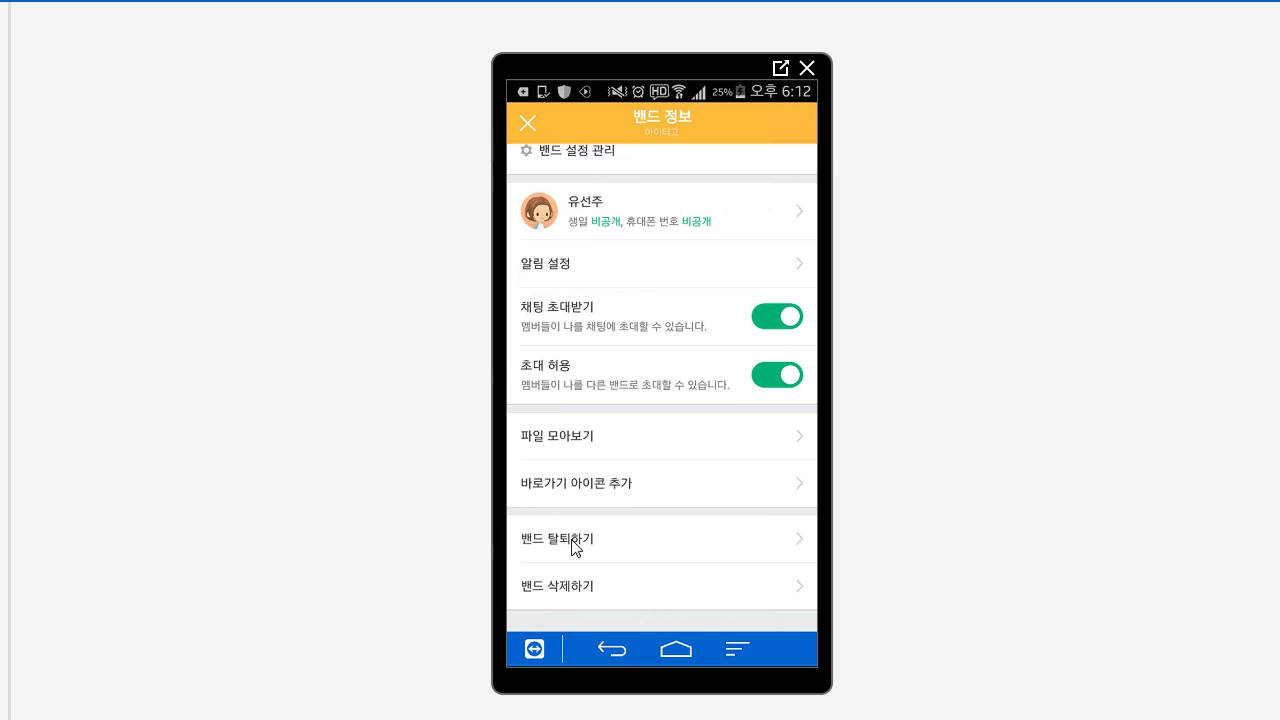 HD 25% 오후 6:12
밴드 정보
아이티고
밴드 설정 관리
유선주
생일 비공개, 휴대폰 번호 비공개
알림 설정
채팅 초대받기
멤버들이 나를 채팅에 초대할 수 있습니다.
초대 허용
멤버들이 나를 다른 밴드로 초대할 수 있습니다.
파일 모아보기
바로가기 아이콘 추가
밴드 탈퇴하기
밴드 삭제하기